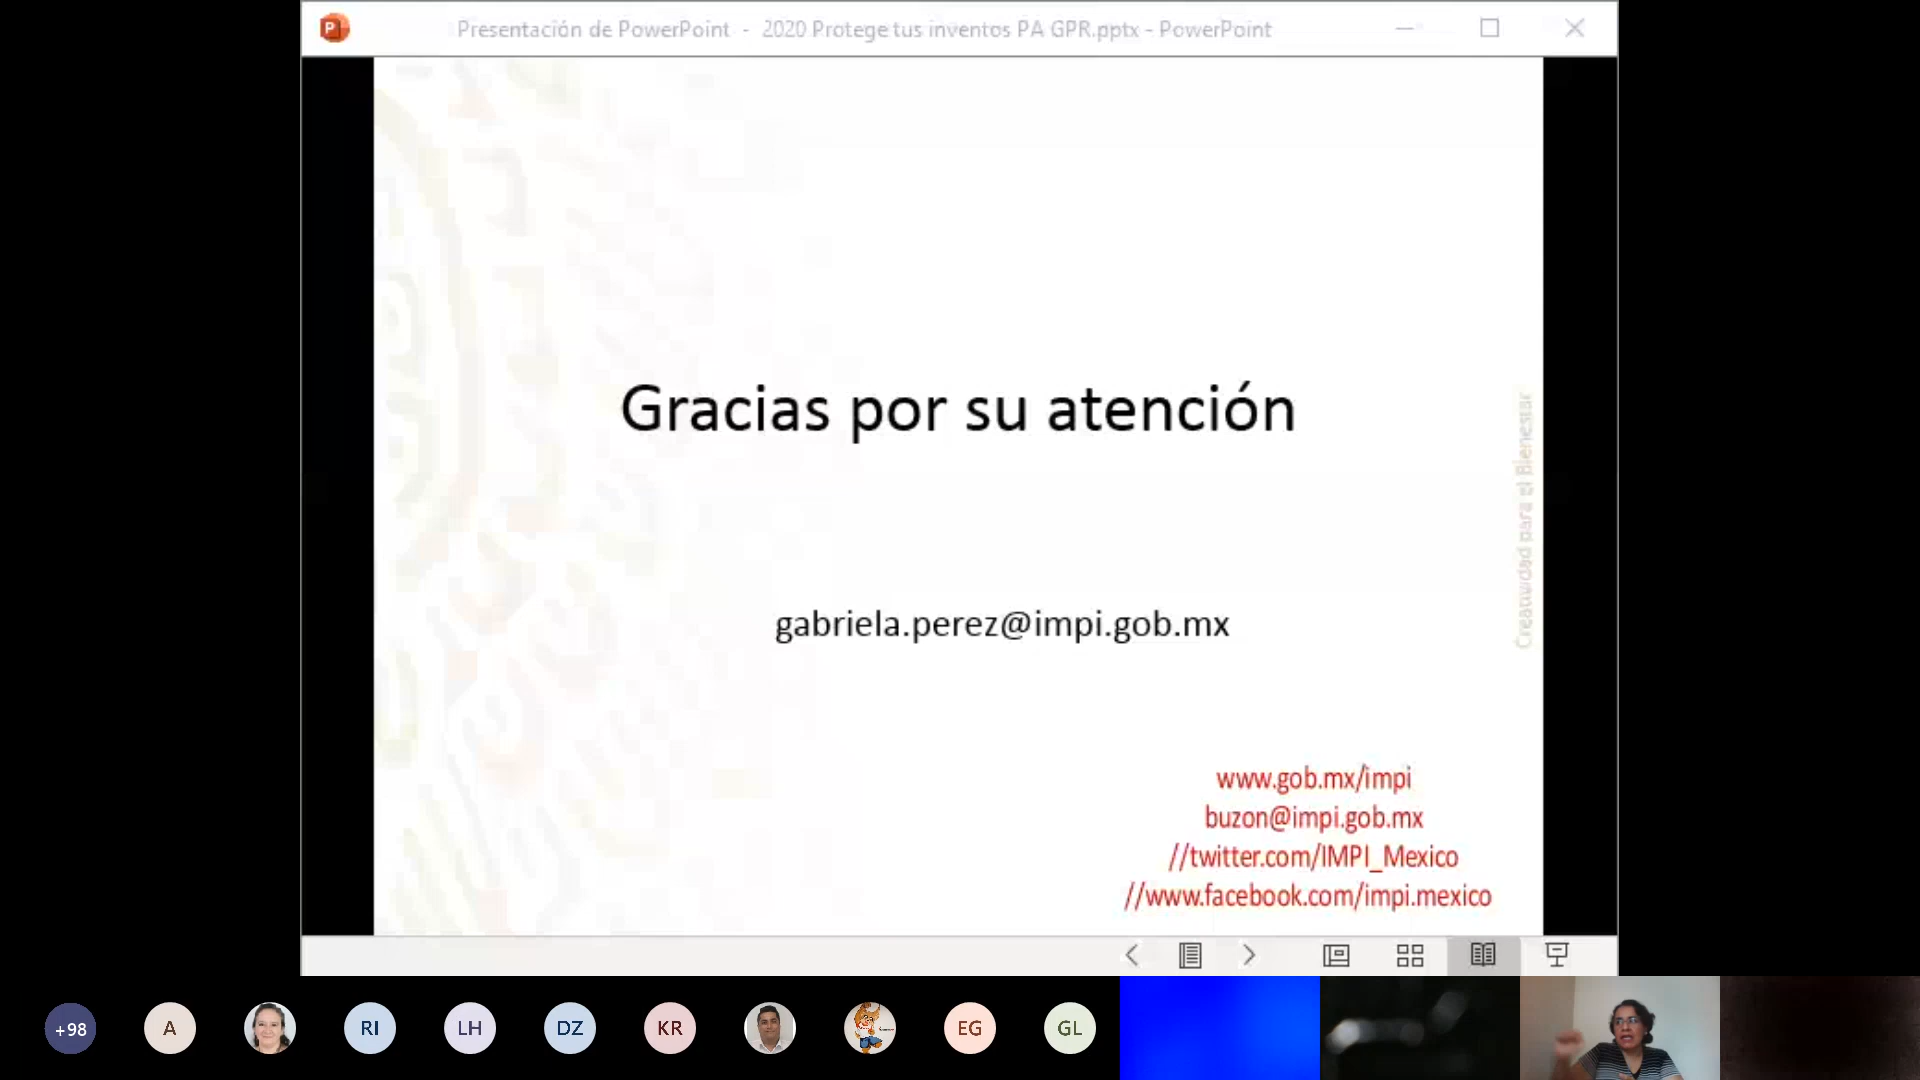 Presentación de PowerPoint - 2020 Protege tus inventos PA GPR.pptx - PowerPoint
Gracias por su atención
Creatividad para el Bienestar
gabriela.perez@impi.gob.mx
www.gob.mx/impi
buzon@impi.gob.mx
//twitter.com/IMPI_Mexico
//www.facebook.com/impi.mexico
+98
A
RI
LH
DZ
KR
EG
GL